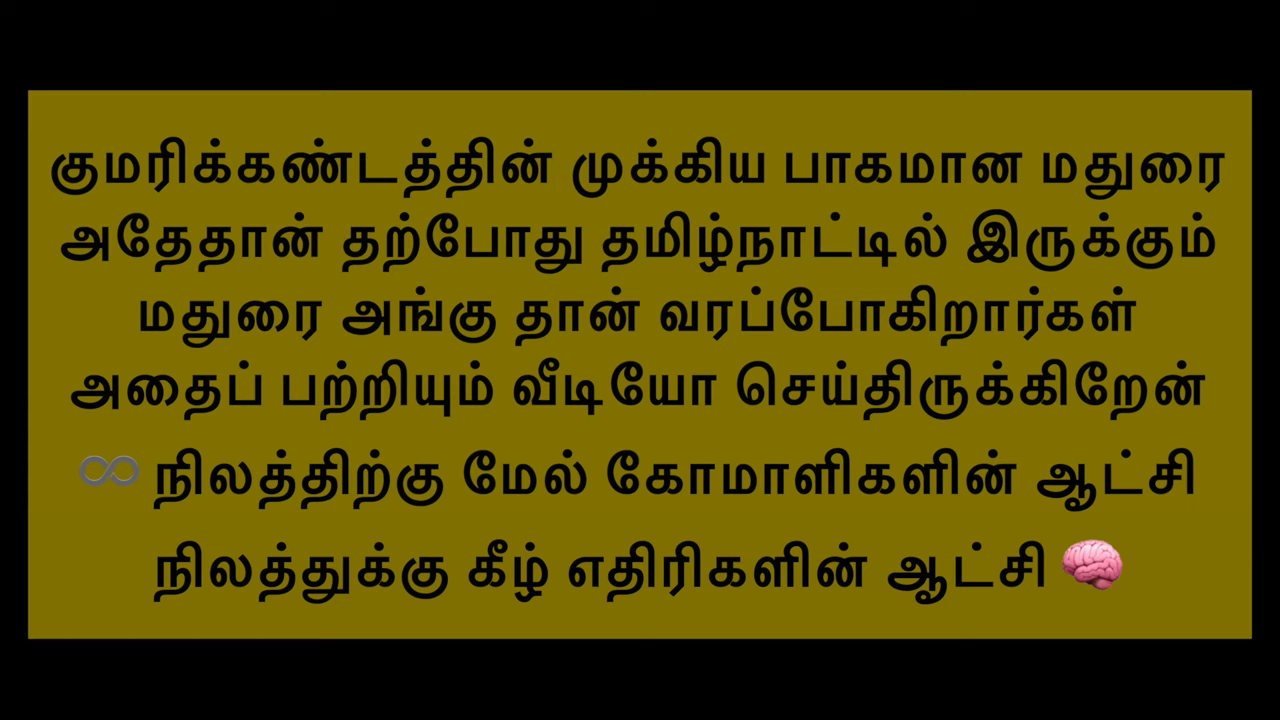 குமரிக்கண்டத்தின் முக்கிய பாகமான மதுரை
அதேதான் தற்போது தமிழ்நாட்டில் இருக்கும்
மதுரை அங்கு தான் வரப்போகிறார்கள்
அதைப் பற்றியும் வீடியோ செய்திருக்கிறேன்
♾ நிலத்திற்கு மேல் கோமாளிகளின் ஆட்சி
நிலத்துக்கு கீழ் எதிரிகளின் ஆட்சி 🧠